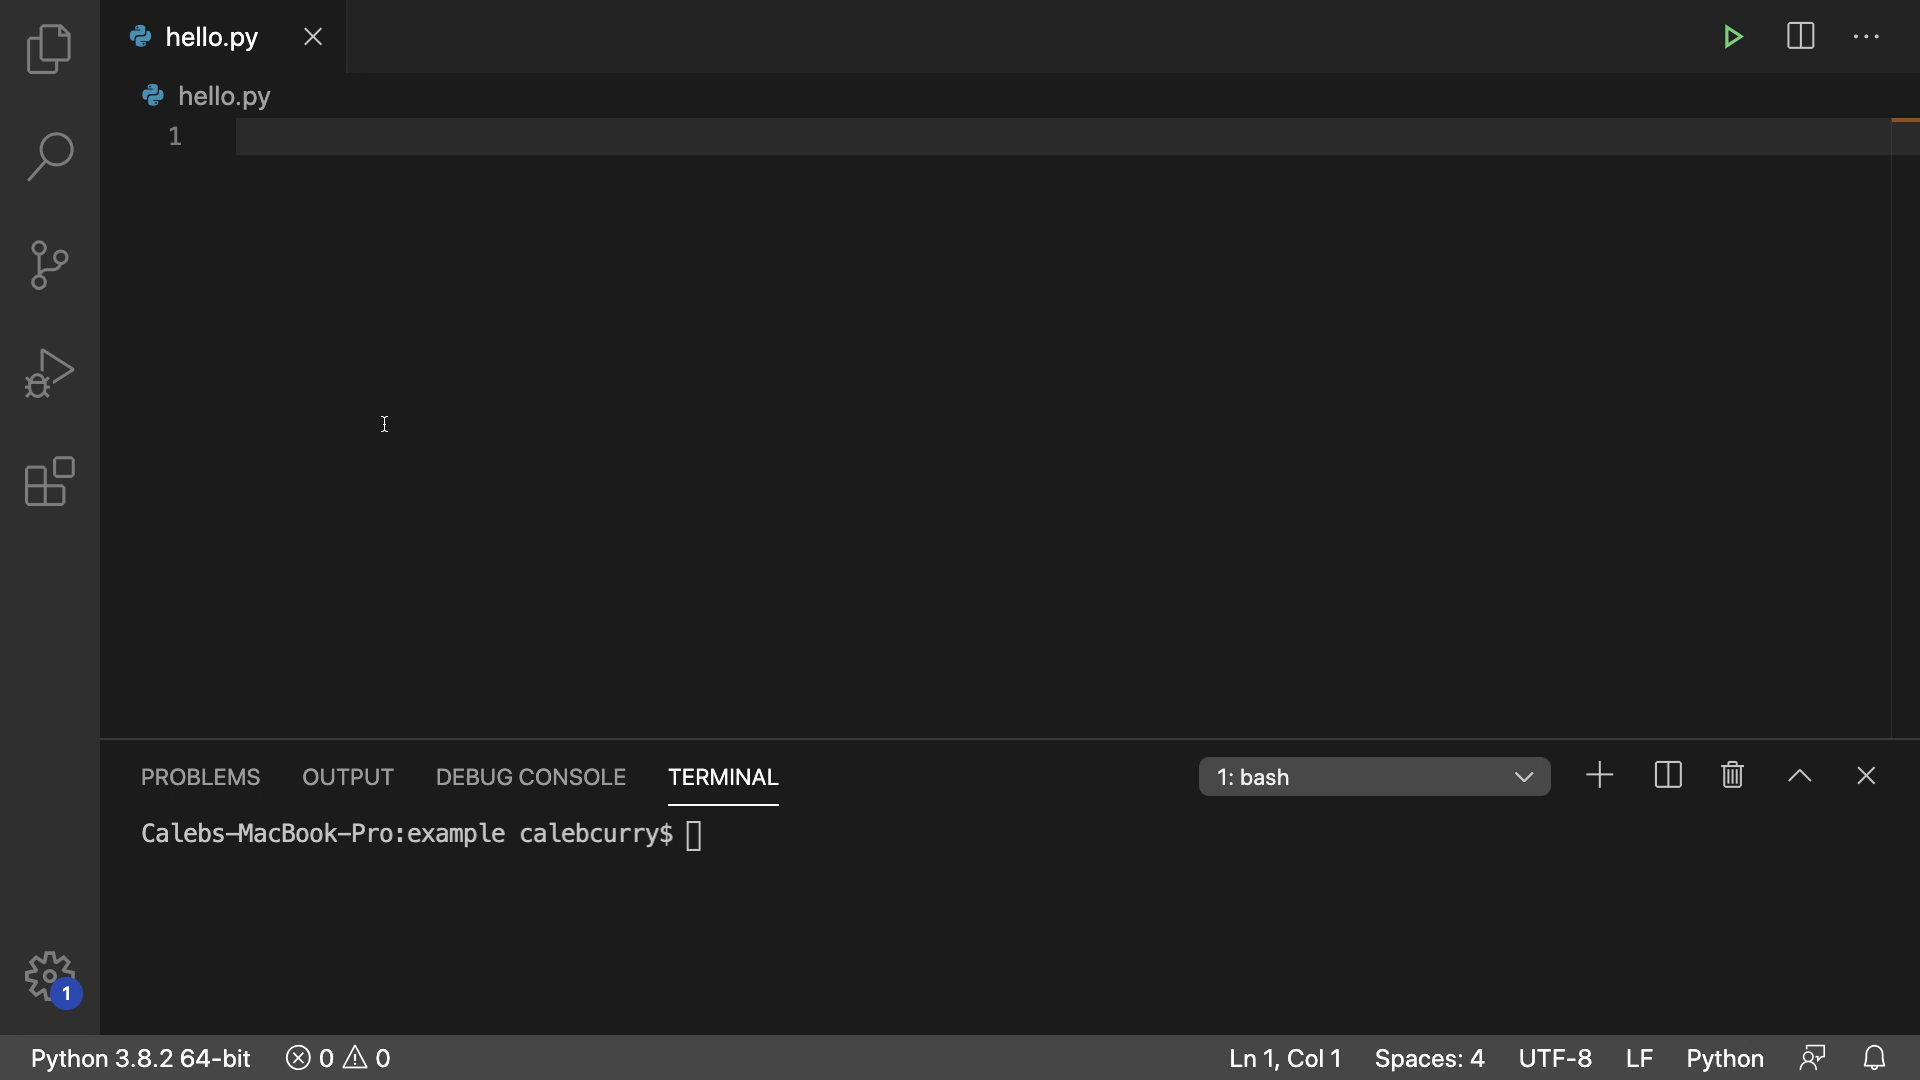 hello.py
hello.py
1
PROBLEMS OUTPUT DEBUG CONSOLE TERMINAL 1: bash
Calebs-MacBook-Pro:example calebcurry$
1
Python 3.8.2 64-bit 0 0 Ln 1, Col 1 Spaces: 4 UTF-8 LF Python